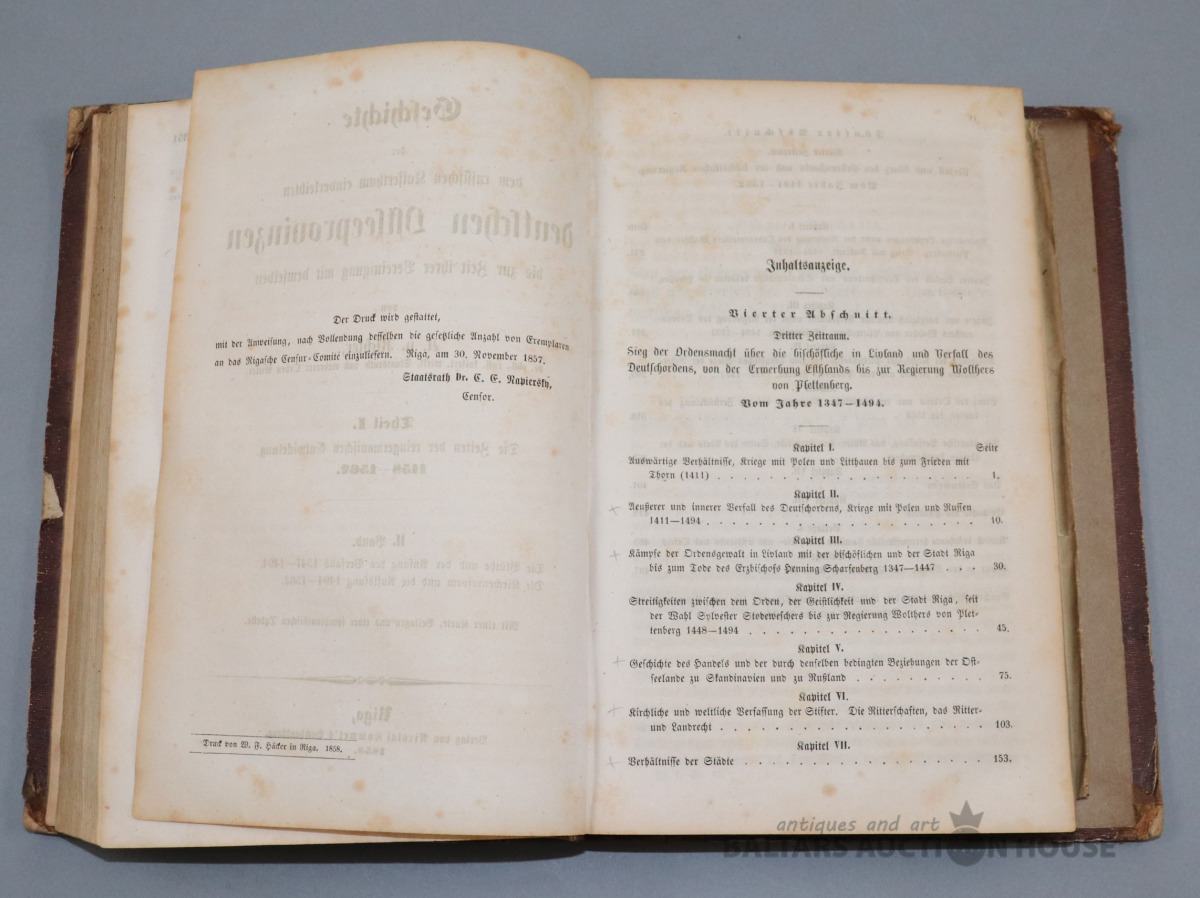 Der Druck wird gestattet,
mit der Anweisung, nach Vollendung desselben die gesetzliche Anzahl von Exemplaren
an das Rigasche Censur-Comité einzuliefern. Riga, am 30. November 1857.
Staatsrath Dr. C. E. Napiersky,
Censor.
Druck von W. F. Häcker in Riga. 1858.
Inhaltsanzeige.
Vierter Abschnitt.
Dritter Zeitraum.
Sieg der Ordensmacht über die bischöfliche in Livland und Verfall des
Deutschordens, von der Erwerbung Esthlands bis zur Regierung Wolthers
von Plettenberg.
Vom Jahre 1347—1494.
Kapitel I. Seite
Auswärtige Verhältnisse, Kriege mit Polen und Litthauen bis zum Frieden mit
Thorn (1411) . . . . . . . . . . . . . . . . . . . . 1.
Kapitel II.
Aeußerer und innerer Verfall des Deutschordens, Kriege mit Polen und Russen
1411—1494 . . . . . . . . . . . . . . . . . . . . . 10.
Kapitel III.
Kämpfe der Ordensgewalt in Livland mit der bischöflichen und der Stadt Riga
bis zum Tode des Erzbischofs Henning Scharfenberg 1347—1447 . . . 30.
Kapitel IV.
Streitigkeiten zwischen dem Orden, der Geistlichkeit und der Stadt Riga, seit
der Wahl Sylvester Stodeweschers bis zur Regierung Wolthers von Plet-
tenberg 1448—1494 . . . . . . . . . . . . . . . . . . 45.
Kapitel V.
Geschichte des Handels und der durch denselben bedingten Beziehungen der Ost-
seelande zu Skandinavien und zu Rußland . . . . . . . . . . 75.
Kapitel VI.
Kirchliche und weltliche Verfassung der Stifter. Die Ritterschaften, das Ritter-
und Landrecht . . . . . . . . . . . . . . . . . . . . 103.
Kapitel VII.
Verhältnisse der Städte . . . . . . . . . . . . . . . . . . 153.
antiques and art
BALTARS AUCTION HOUSE